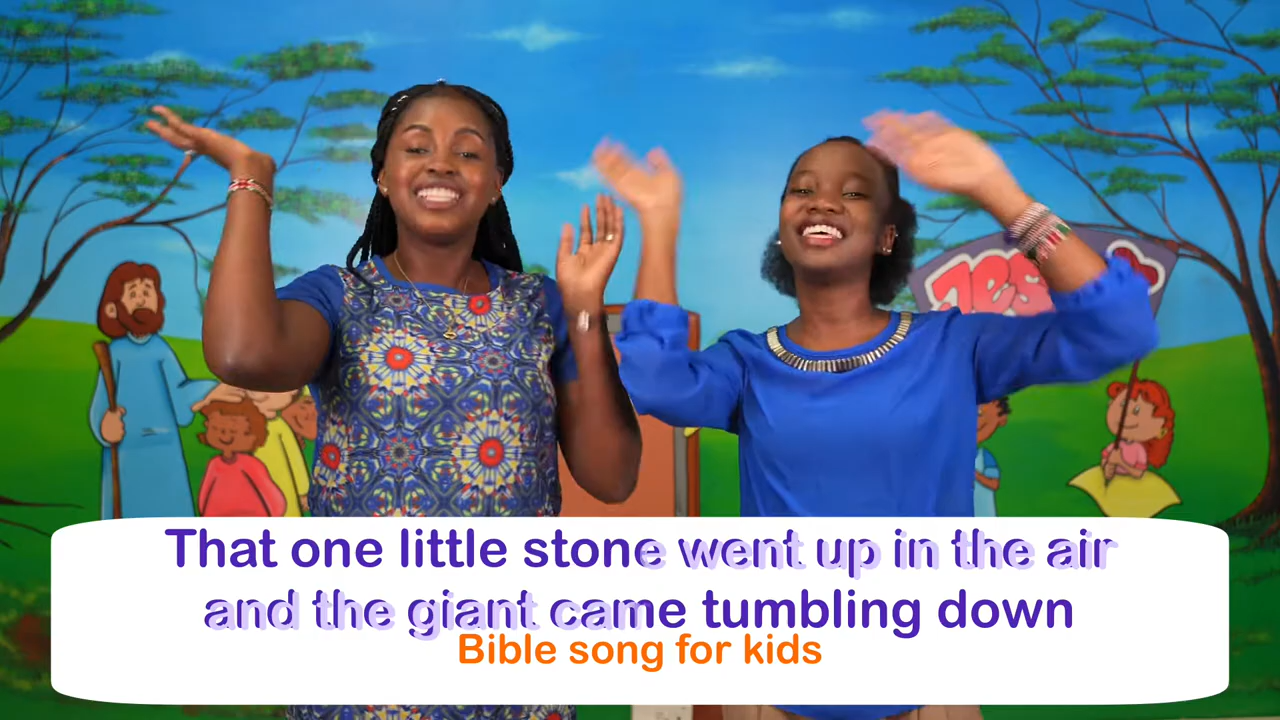 That one little stone went up in the air
and the giant came tumbling down
Bible song for kids